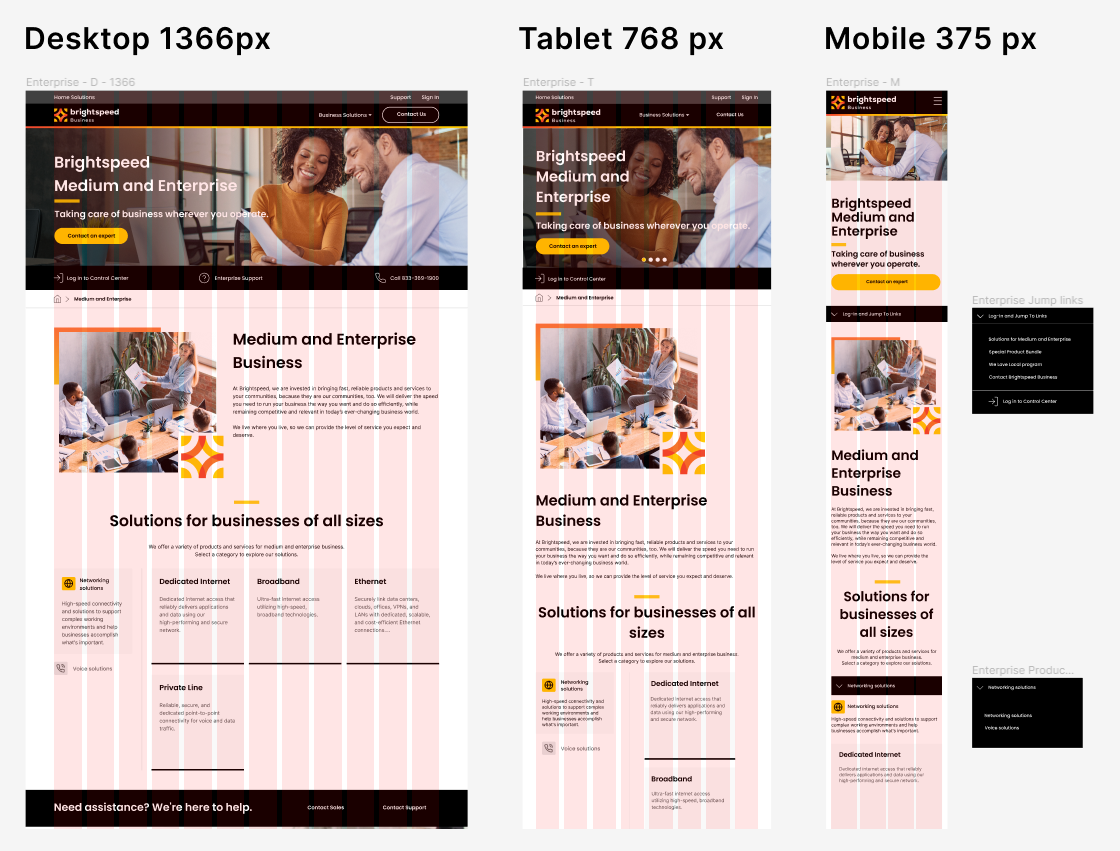 Desktop 1366px
Enterprise - D - 1366
Home Solutions
Support
Sign In
brightspeed
Business
Business Solutions
Contact Us
Brightspeed
Medium and Enterprise
Taking care of business wherever you operate.
Contact an expert
Log in to Control Center
Enterprise Support
Call 833-369-1900
Medium and Enterprise
Medium and Enterprise
Business
At Brightspeed, we are invested in bringing fast, reliable products and services to
your communities, because they are our communities, too. We will deliver the speed
you need to run your business the way you want and do so efficiently, while
remaining competitive and relevant in today's ever-changing business world.
We live where you live, so we can provide the level of service you expect and
deserve.
Solutions for businesses of all sizes
We offer a variety of products and services for medium and enterprise business.
Select a category to explore our solutions.
Networking
solutions
High-speed connectivity
and solutions to support
complex working
environments and help
businesses accomplish
what's important.
Voice solutions
Dedicated Internet
Dedicated Internet access that
reliably delivers applications
and data using our
high-performing and secure
network.
Broadband
Ultra-fast Internet access
utilizing high-speed,
broadband technologies.
Ethernet
Securely link data centers,
clouds, offices, VPNs, and
LANs with dedicated, scalable,
and cost-efficient Ethernet
connections...
Private Line
Reliable, secure, and
dedicated point-to-point
connectivity for voice and data
traffic.
Need assistance? We're here to help.
Contact Sales
Contact Support
Tablet 768 px
Enterprise - T
Home Solutions
Support
Sign In
brightspeed
Business
Business Solutions
Contact Us
Brightspeed
Medium and
Enterprise
Taking care of business wherever you operate.
Contact an expert
Log in to Control Center
Medium and Enterprise
Medium and Enterprise
Business
At Brightspeed, we are invested in bringing fast, reliable products and services to your
communities, because they are our communities, too. We will deliver the speed you need to run
your business the way you want and do so efficiently, while remaining competitive and relevant
in today's ever-changing business world.
We live where you live, so we can provide the level of service you expect and deserve.
Solutions for businesses of all
sizes
We offer a variety of products and services for medium and enterprise business.
Select a category to explore our solutions.
Networking
solutions
High-speed connectivity and
solutions to support complex
working environments and
help businesses accomplish
what's important.
Voice solutions
Dedicated Internet
Dedicated Internet access that
reliably delivers applications and
data using our high-performing
and secure network.
Broadband
Ultra-fast Internet access
utilizing high-speed, broadband
technologies.
Mobile 375 px
Enterprise - M
brightspeed
Business
Brightspeed
Medium and
Enterprise
Taking care of business
wherever you operate.
Contact an expert
Log-in and Jump To Links
Medium and
Enterprise
Business
At Brightspeed, we are invested in bringing fast,
reliable products and services to your
communities, because they are our communities,
too. We will deliver the speed you need to run
your business the way you want and do so
efficiently, while remaining competitive and
relevant in today's ever-changing business world.
We live where you live, so we can provide the
level of service you expect and deserve.
Solutions for
businesses of
all sizes
We offer a variety of products and services for
medium and enterprise business.
Select a category to explore our solutions.
Networking solutions
Networking solutions
High-speed connectivity and solutions to support
complex working environments and help
businesses accomplish what's important.
Dedicated Internet
Dedicated Internet access that reliably
delivers applications and data using our
high-performing and secure network.
Enterprise Jump links
Log-in and Jump To Links
Solutions for Medium and Enterprise
Special Product Bundle
We Love Local program
Contact Brightspeed Business
Log in to Control Center
Enterprise Produc...
Networking solutions
Networking solutions
Voice solutions